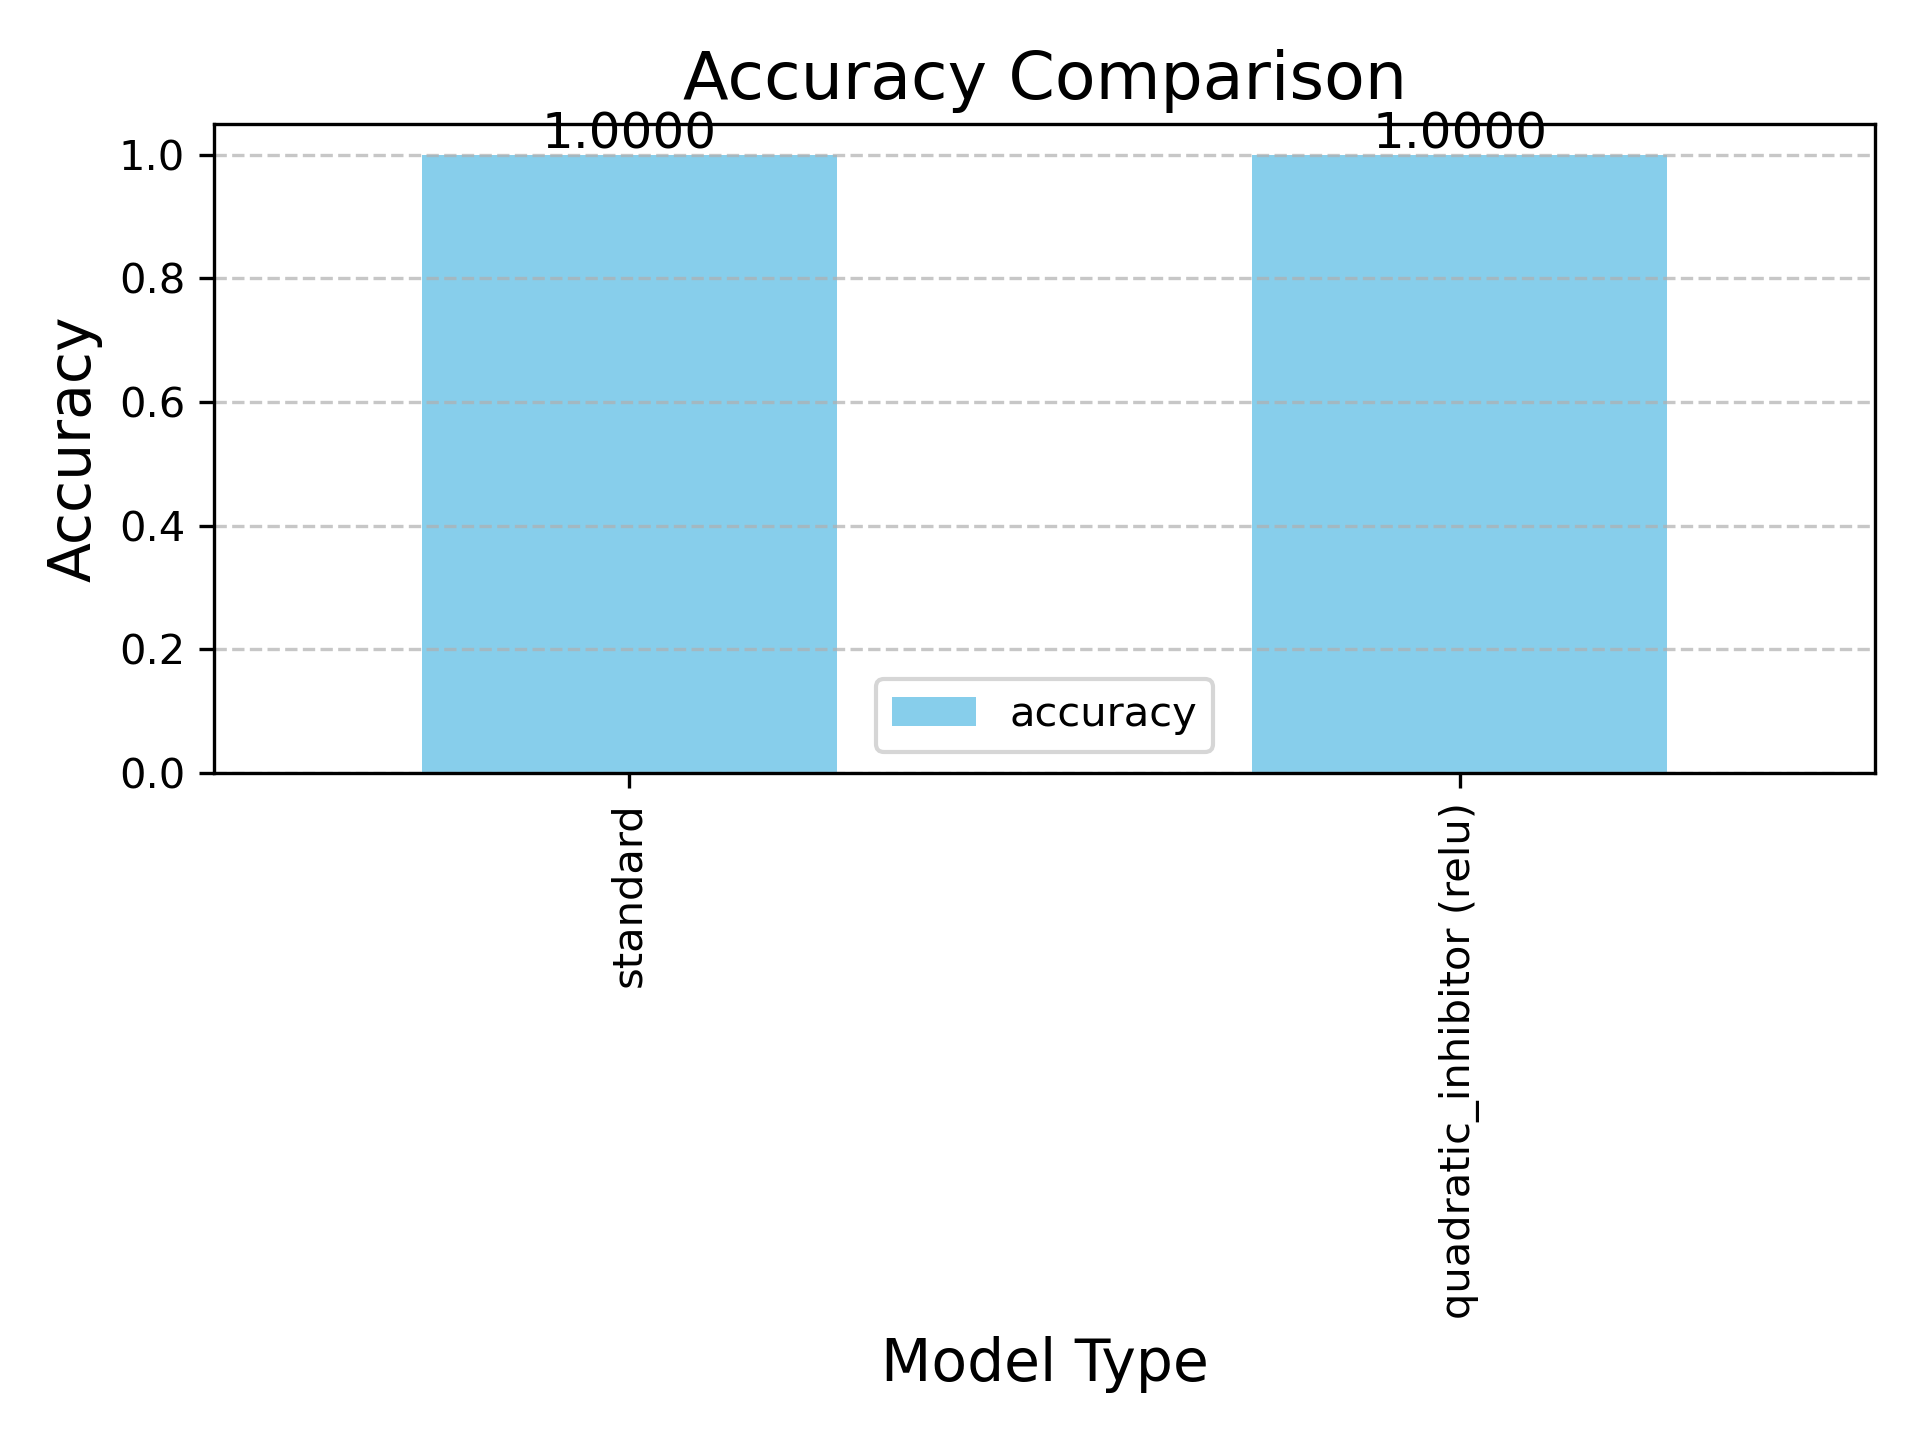 Accuracy Comparison
1.0000
1.0000
Accuracy
1.0
0.8
0.6
0.4
0.2
0.0
accuracy
standard
quadratic_inhibitor (relu)
Model Type